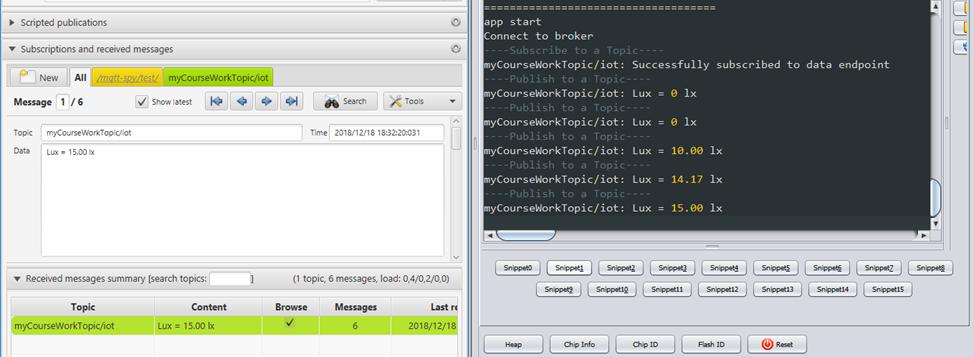 Scripted publications
Subscriptions and received messages
New All /mqtt-spy/test/ myCourseWorkTopic/iot
Message 1 / 6 Show latest Search Tools
Topic myCourseWorkTopic/iot Time 2018/12/18 18:32:20:031
Data Lux = 15.00 lx
Received messages summary [search topics: ] (1 topic, 6 messages, load: 0,4/0,2/0,0)
Topic Content Browse Messages Last re
myCourseWorkTopic/iot Lux = 15.00 lx 6 2018/12/18
====================================
app start
Connect to broker
----Subscribe to a Topic----
myCourseWorkTopic/iot: Successfully subscribed to data endpoint
----Publish to a Topic----
myCourseWorkTopic/iot: Lux = 0 lx
----Publish to a Topic----
myCourseWorkTopic/iot: Lux = 0 lx
----Publish to a Topic----
myCourseWorkTopic/iot: Lux = 10.00 lx
----Publish to a Topic----
myCourseWorkTopic/iot: Lux = 14.17 lx
----Publish to a Topic----
myCourseWorkTopic/iot: Lux = 15.00 lx
Snippet0 Snippet1 Snippet2 Snippet3 Snippet4 Snippet5 Snippet6 Snippet7 Snippet8
Snippet9 Snippet10 Snippet11 Snippet12 Snippet13 Snippet14 Snippet15
Heap Chip Info Chip ID Flash ID Reset